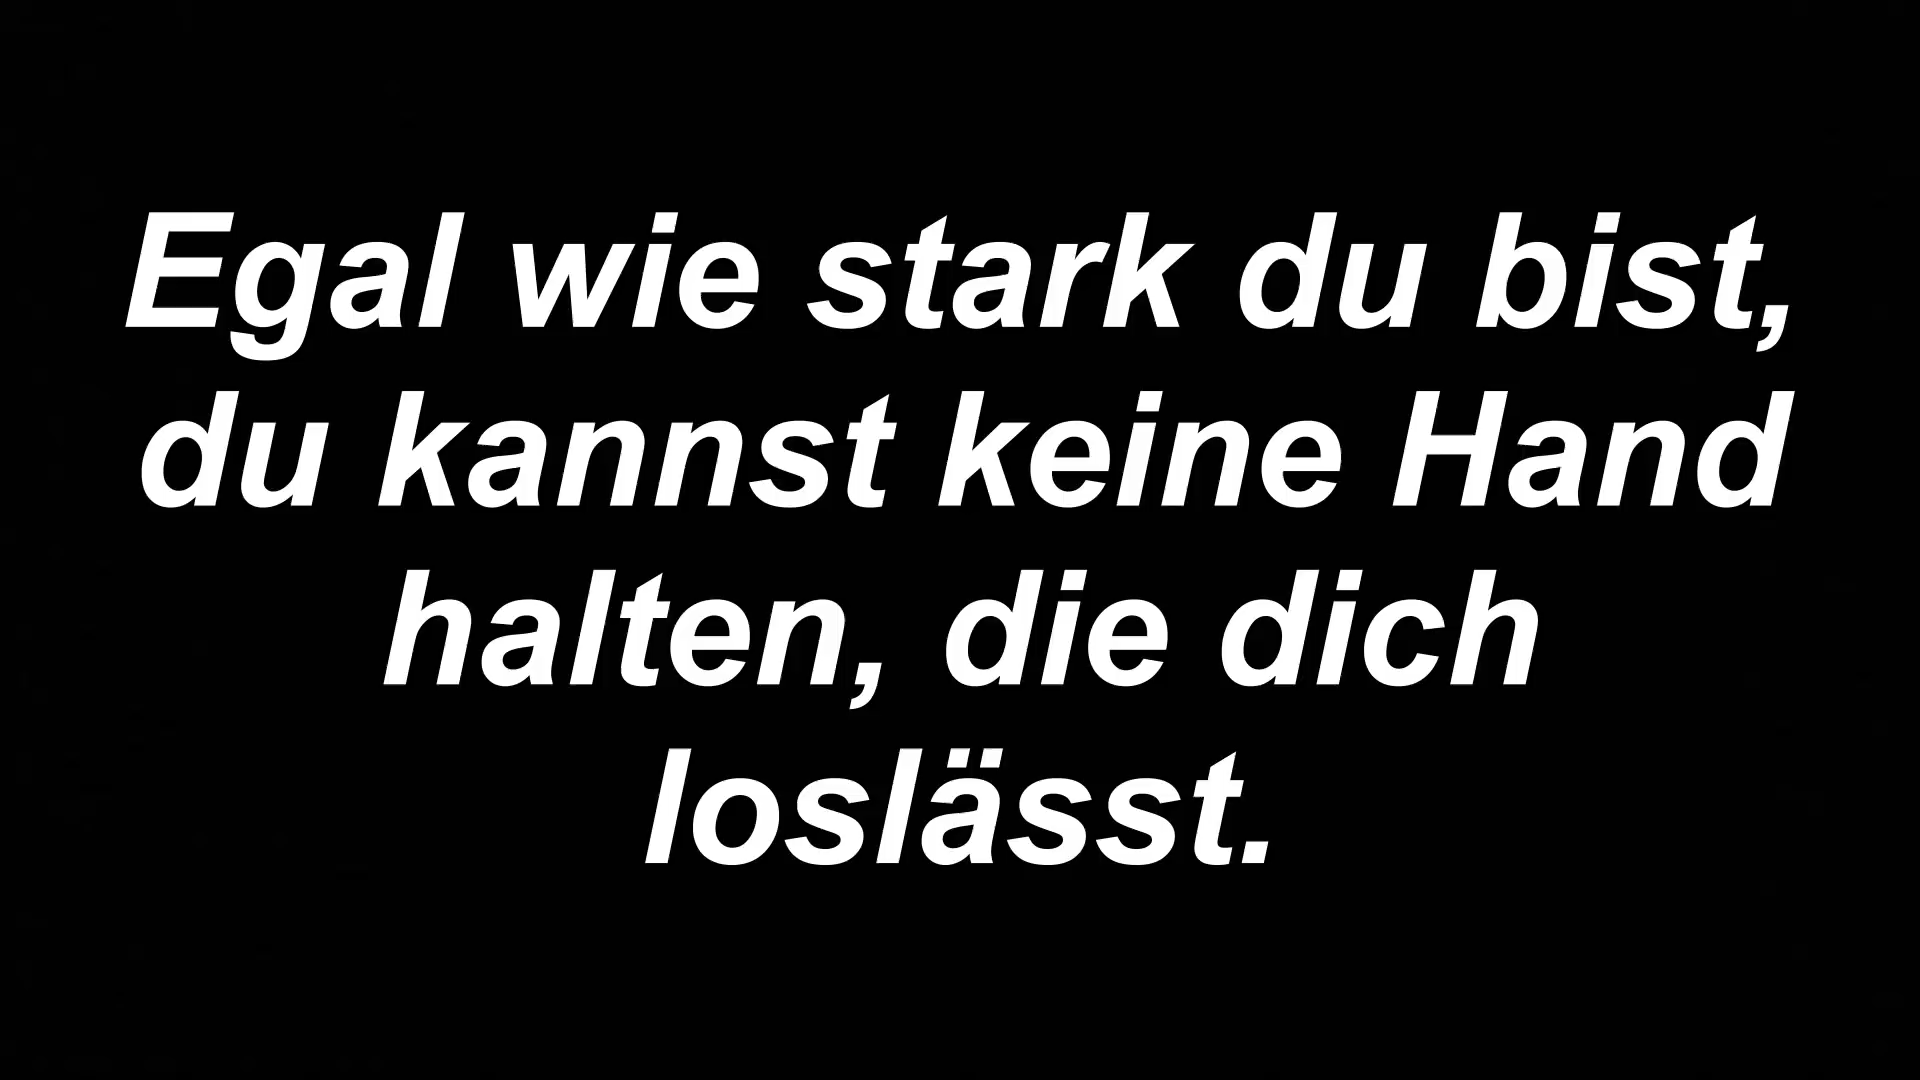 Egal wie stark du bist,
du kannst keine Hand
halten, die dich
loslässt.